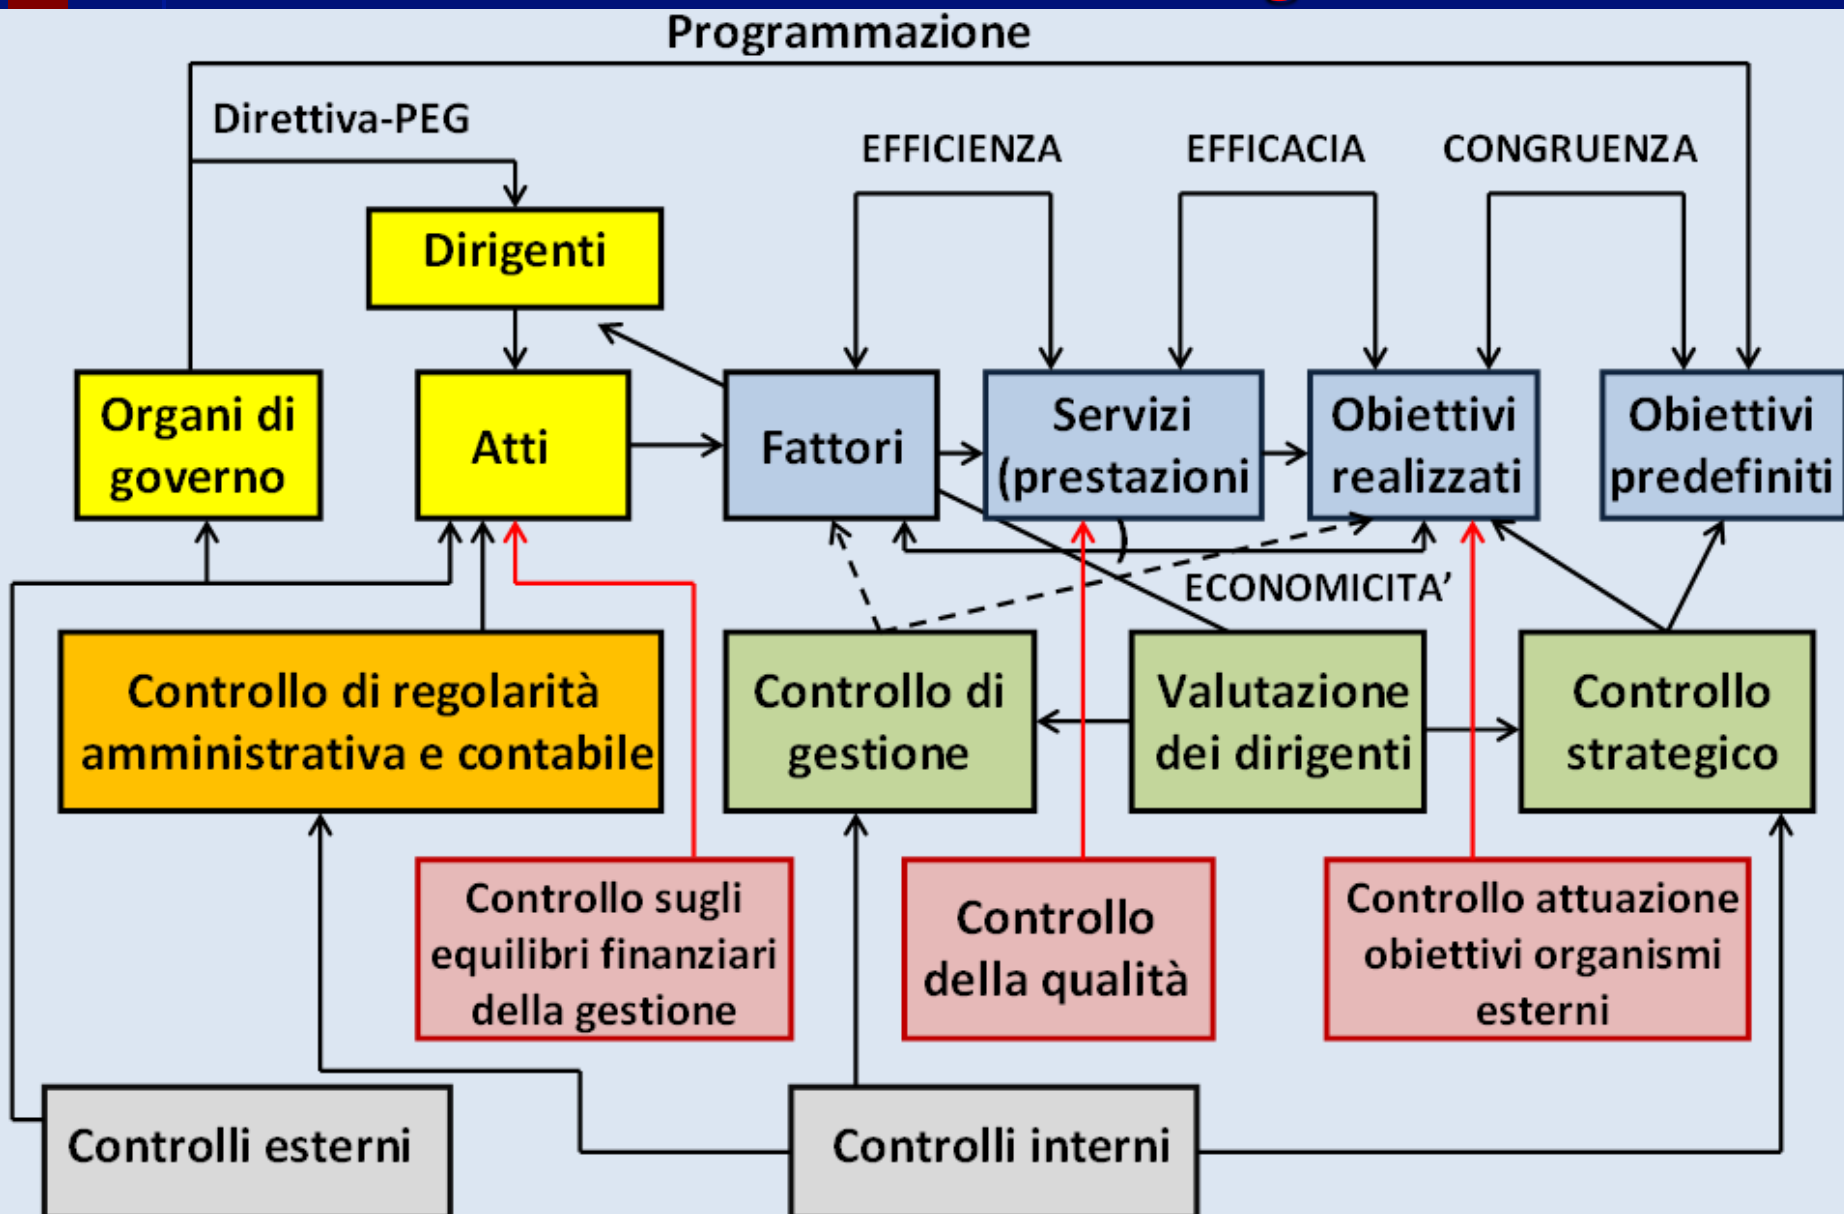 Programmazione
Direttiva-PEG
EFFICIENZA
EFFICACIA
CONGRUENZA
Dirigenti
Organi di
governo
Atti
Fattori
Servizi
(prestazioni
)
Obiettivi
realizzati
Obiettivi
predefiniti
ECONOMICITA’
Controllo di regolarità
amministrativa e contabile
Controllo di
gestione
Valutazione
dei dirigenti
Controllo
strategico
Controllo sugli
equilibri finanziari
della gestione
Controllo
della qualità
Controllo attuazione
obiettivi organismi
esterni
Controlli esterni
Controlli interni